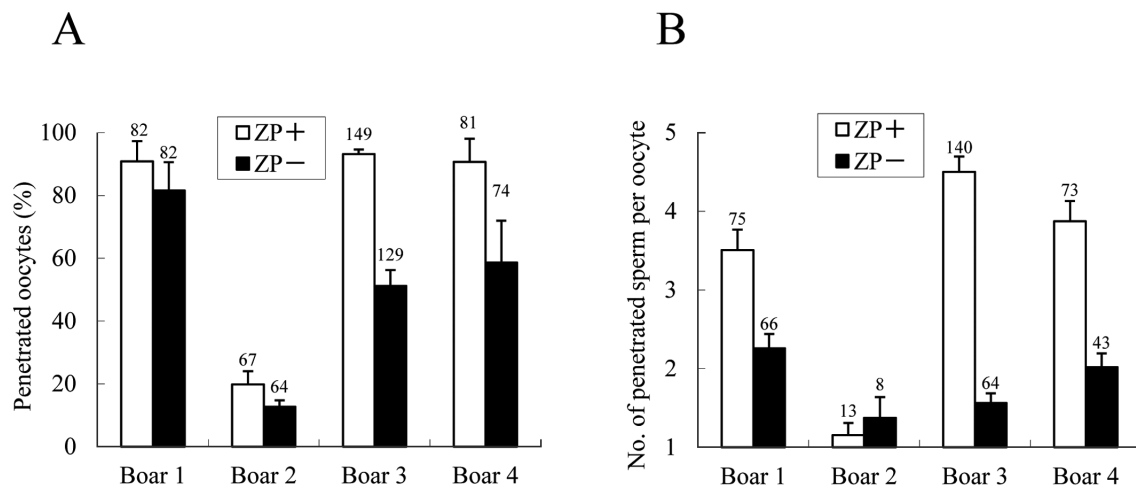 A
B
ZP+
ZP−
Penetrated oocytes (%)
100
80
60
40
20
0
82
82
67
64
149
129
81
74
Boar 1 Boar 2 Boar 3 Boar 4
ZP+
ZP−
No. of penetrated sperm per oocyte
5
4
3
2
1
75
66
13
8
140
64
73
43
Boar 1 Boar 2 Boar 3 Boar 4